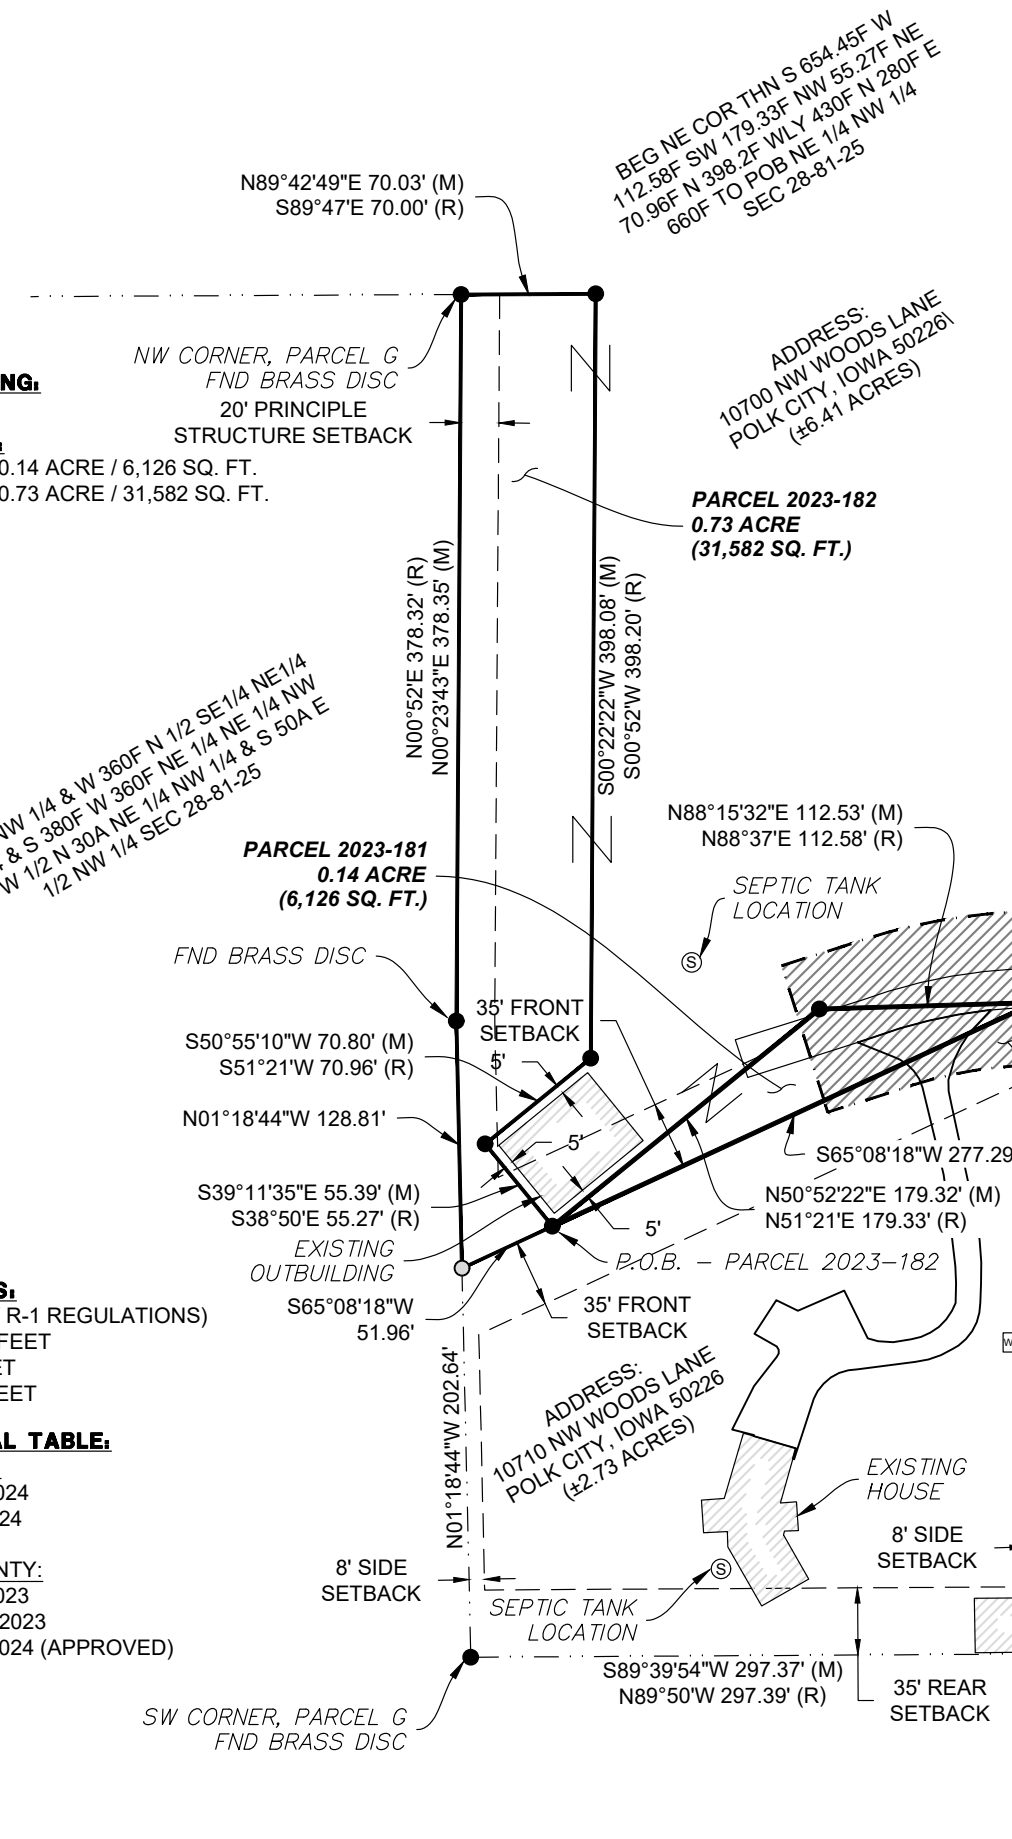 BEG NE COR THN S 654.45F W
112.58F SW 179.33F NW 55.27F NE
70.96F N 398.2F WLY 430F N 280F E
660F TO POB NE 1/4 NW 1/4
SEC 28-81-25
N89°42'49"E 70.03' (M)
S89°47'E 70.00' (R)
NW CORNER, PARCEL G
FND BRASS DISC
ADDRESS:
10700 NW WOODS LANE
POLK CITY, IOWA 50226\
(±6.41 ACRES)
20' PRINCIPLE
STRUCTURE SETBACK
0.14 ACRE / 6,126 SQ. FT.
0.73 ACRE / 31,582 SQ. FT.
PARCEL 2023-182
0.73 ACRE
(31,582 SQ. FT.)
N00°52'E 378.32' (R)
N00°23'43"E 378.35' (M)
S00°22'22"W 398.08' (M)
S00°52'W 398.20' (R)
NW 1/4 & W 360F N 1/2 SE1/4 NE1/4
& S 380F W 360F NE 1/4 NE 1/4 NW
W 1/2 N 30A NE 1/4 NW 1/4 & S 50A E
1/2 NW 1/4 SEC 28-81-25
N88°15'32"E 112.53' (M)
N88°37'E 112.58' (R)
PARCEL 2023-181
0.14 ACRE
(6,126 SQ. FT.)
SEPTIC TANK
LOCATION
S
FND BRASS DISC
35' FRONT
SETBACK
S50°55'10"W 70.80' (M)
S51°21'W 70.96' (R)
5'
N01°18'44"W 128.81'
5'
S65°08'18"W 277.29
S39°11'35"E 55.39' (M)
S38°50'E 55.27' (R)
N50°52'22"E 179.32' (M)
N51°21'E 179.33' (R)
5'
EXISTING
OUTBUILDING
P.O.B. - PARCEL 2023-182
S65°08'18"W
51.96'
35' FRONT
SETBACK
R-1 REGULATIONS)
FEET
N01°18'44"W 202.64'
ADDRESS:
10710 NW WOODS LANE
POLK CITY, IOWA 50226
(±2.73 ACRES)
TABLE:
EXISTING
HOUSE
8' SIDE
SETBACK
8' SIDE
SETBACK
S
SEPTIC TANK
LOCATION
2023
024 (APPROVED)
S89°39'54"W 297.37' (M)
N89°50'W 297.39' (R)
35' REAR
SETBACK
SW CORNER, PARCEL G
FND BRASS DISC